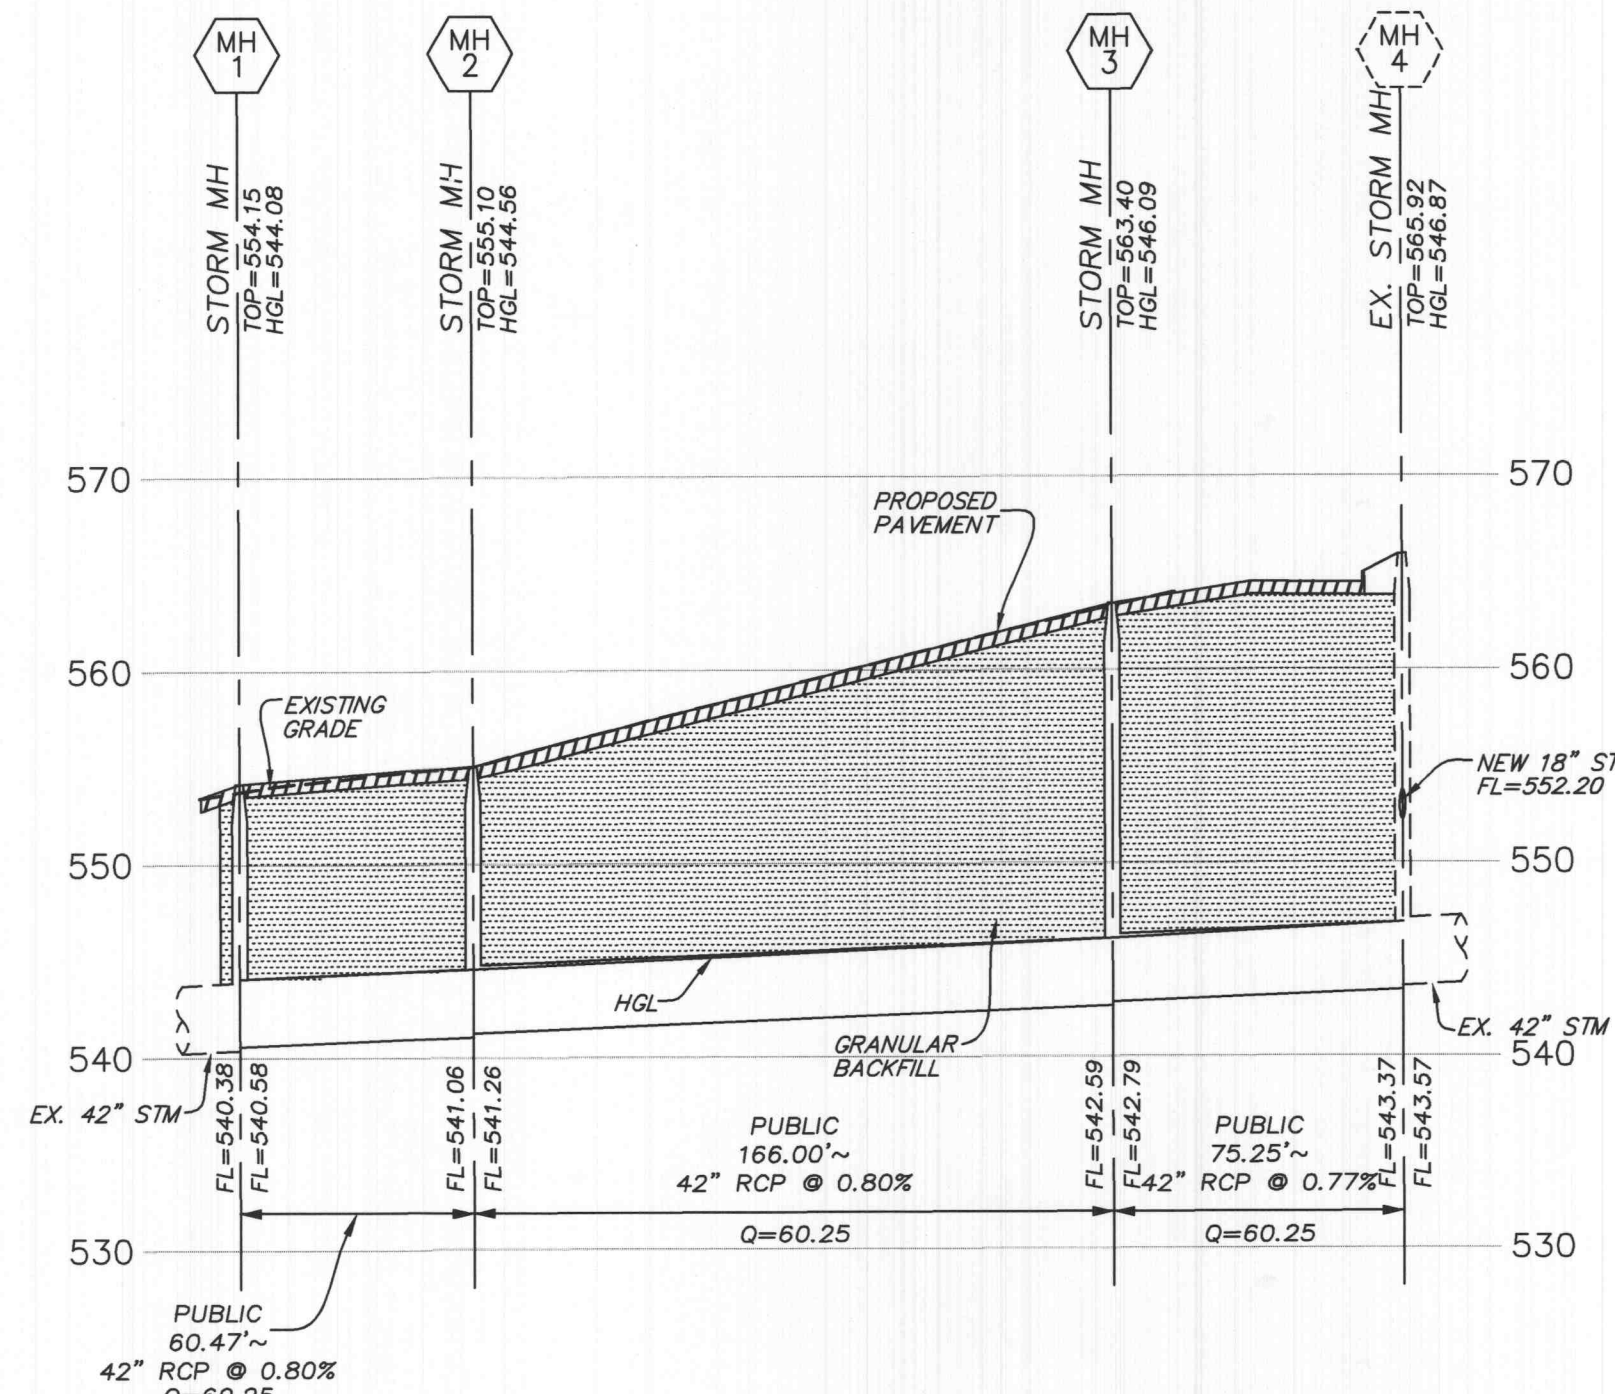 MH
1
MH
2
MH
3
MH
4
STORM MH
TOP=554.15
HGL=544.08
STORM MH
TOP=555.10
HGL=544.56
STORM MH
TOP=563.40
HGL=546.09
EX. STORM MH
TOP=565.92
HGL=546.87
570
570
PROPOSED
PAVEMENT
560
560
EXISTING
GRADE
NEW 18" ST
FL=552.20
550
550
HGL
GRANULAR
BACKFILL
EX. 42" STM
540
540
EX. 42" STM
FL=540.38
FL=540.58
FL=541.06
FL=541.26
FL=542.59
FL=542.79
FL=543.37
FL=543.57
PUBLIC
166.00'~
42" RCP @ 0.80%
Q=60.25
PUBLIC
75.25'~
42" RCP @ 0.77%
Q=60.25
530
530
PUBLIC
60.47'~
42" RCP @ 0.80%
Q=60.25